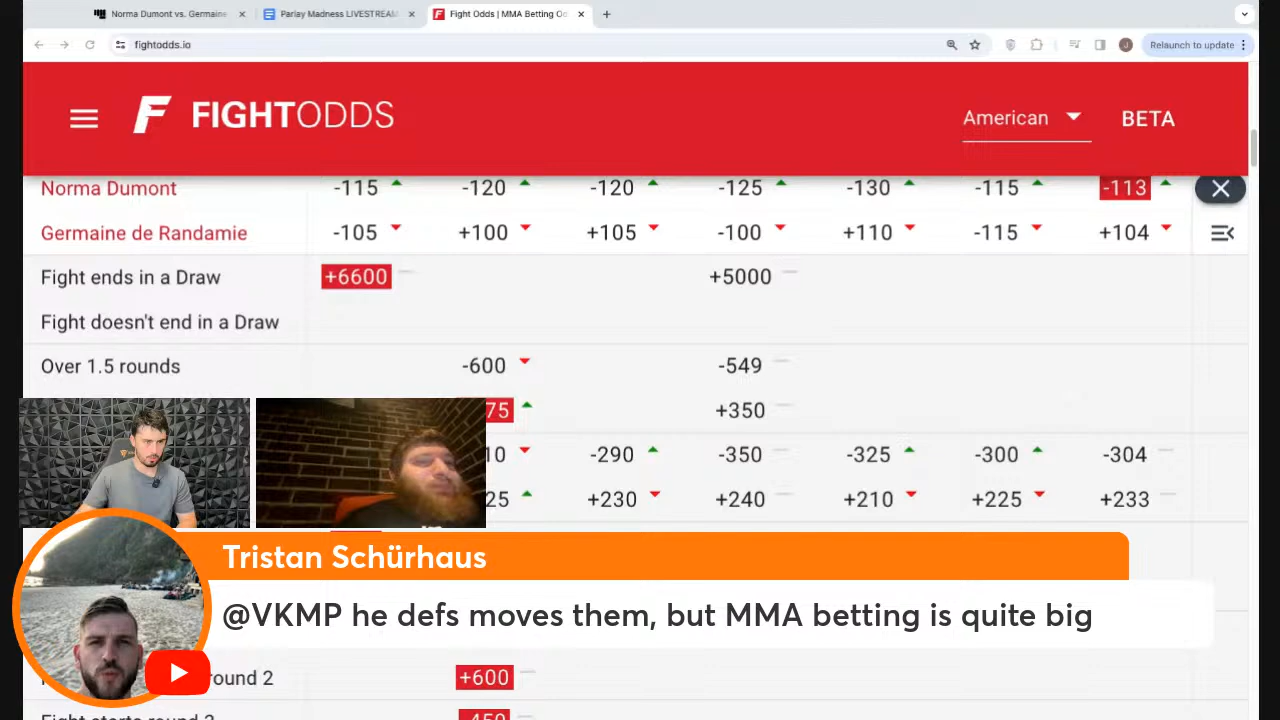 Norma Dumont vs. Germaine
Parlay Madness LIVESTREAM
Fight Odds | MMA Betting Od
fightodds.io
Relaunch to update
FIGHTODDS
American
BETA
Norma Dumont -115 -120 -120 -125 -130 -115 -113
Germaine de Randamie -105 +100 +105 -100 +110 -115 +104
Fight ends in a Draw +6600 +5000
Fight doesn't end in a Draw
Over 1.5 rounds -600 -549
75 +350
10 -290 -350 -325 -300 -304
25 +230 +240 +210 +225 +233
Tristan Schürhaus
@VKMP he defs moves them, but MMA betting is quite big
round 2 +600